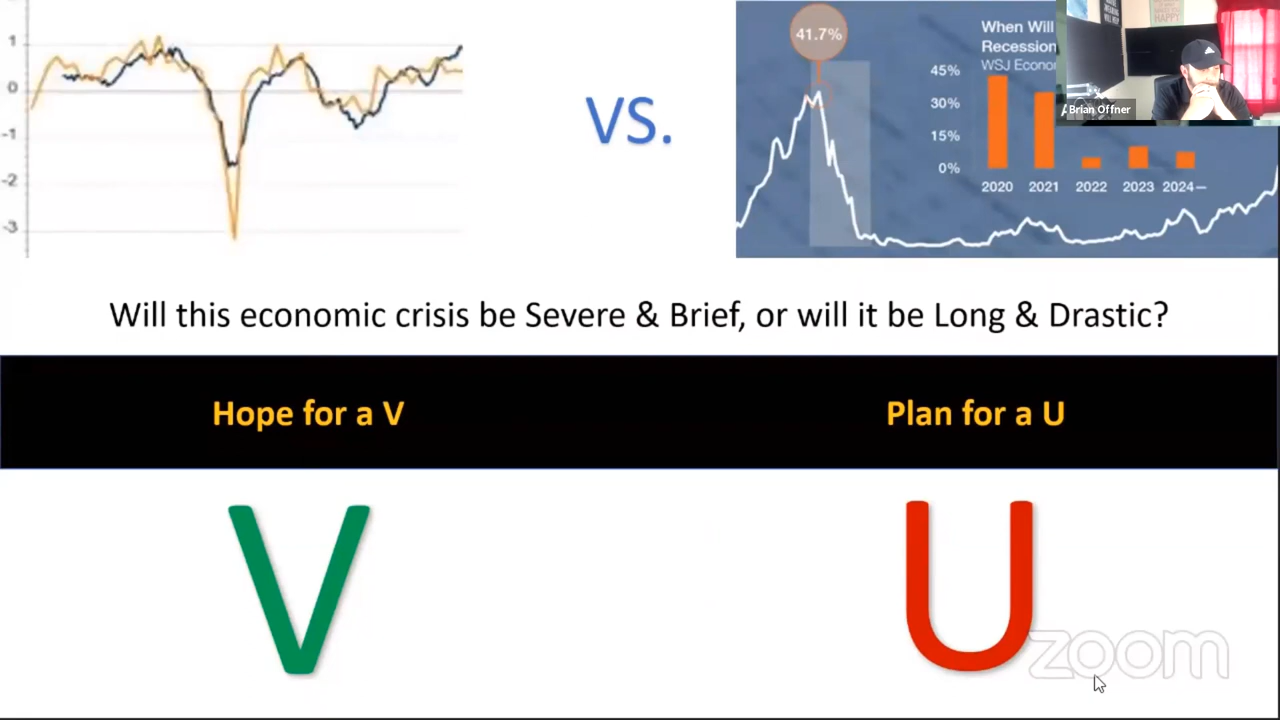 1
0
-1
-2
-3
VS.
41.7%
When Will
Recession
WSJ Econo
45%
30%
15%
0%
2020 2021 2022 2023 2024—
HAPPY
Brian Offner
Will this economic crisis be Severe & Brief, or will it be Long & Drastic?
Hope for a V
Plan for a U
V
U
zoom